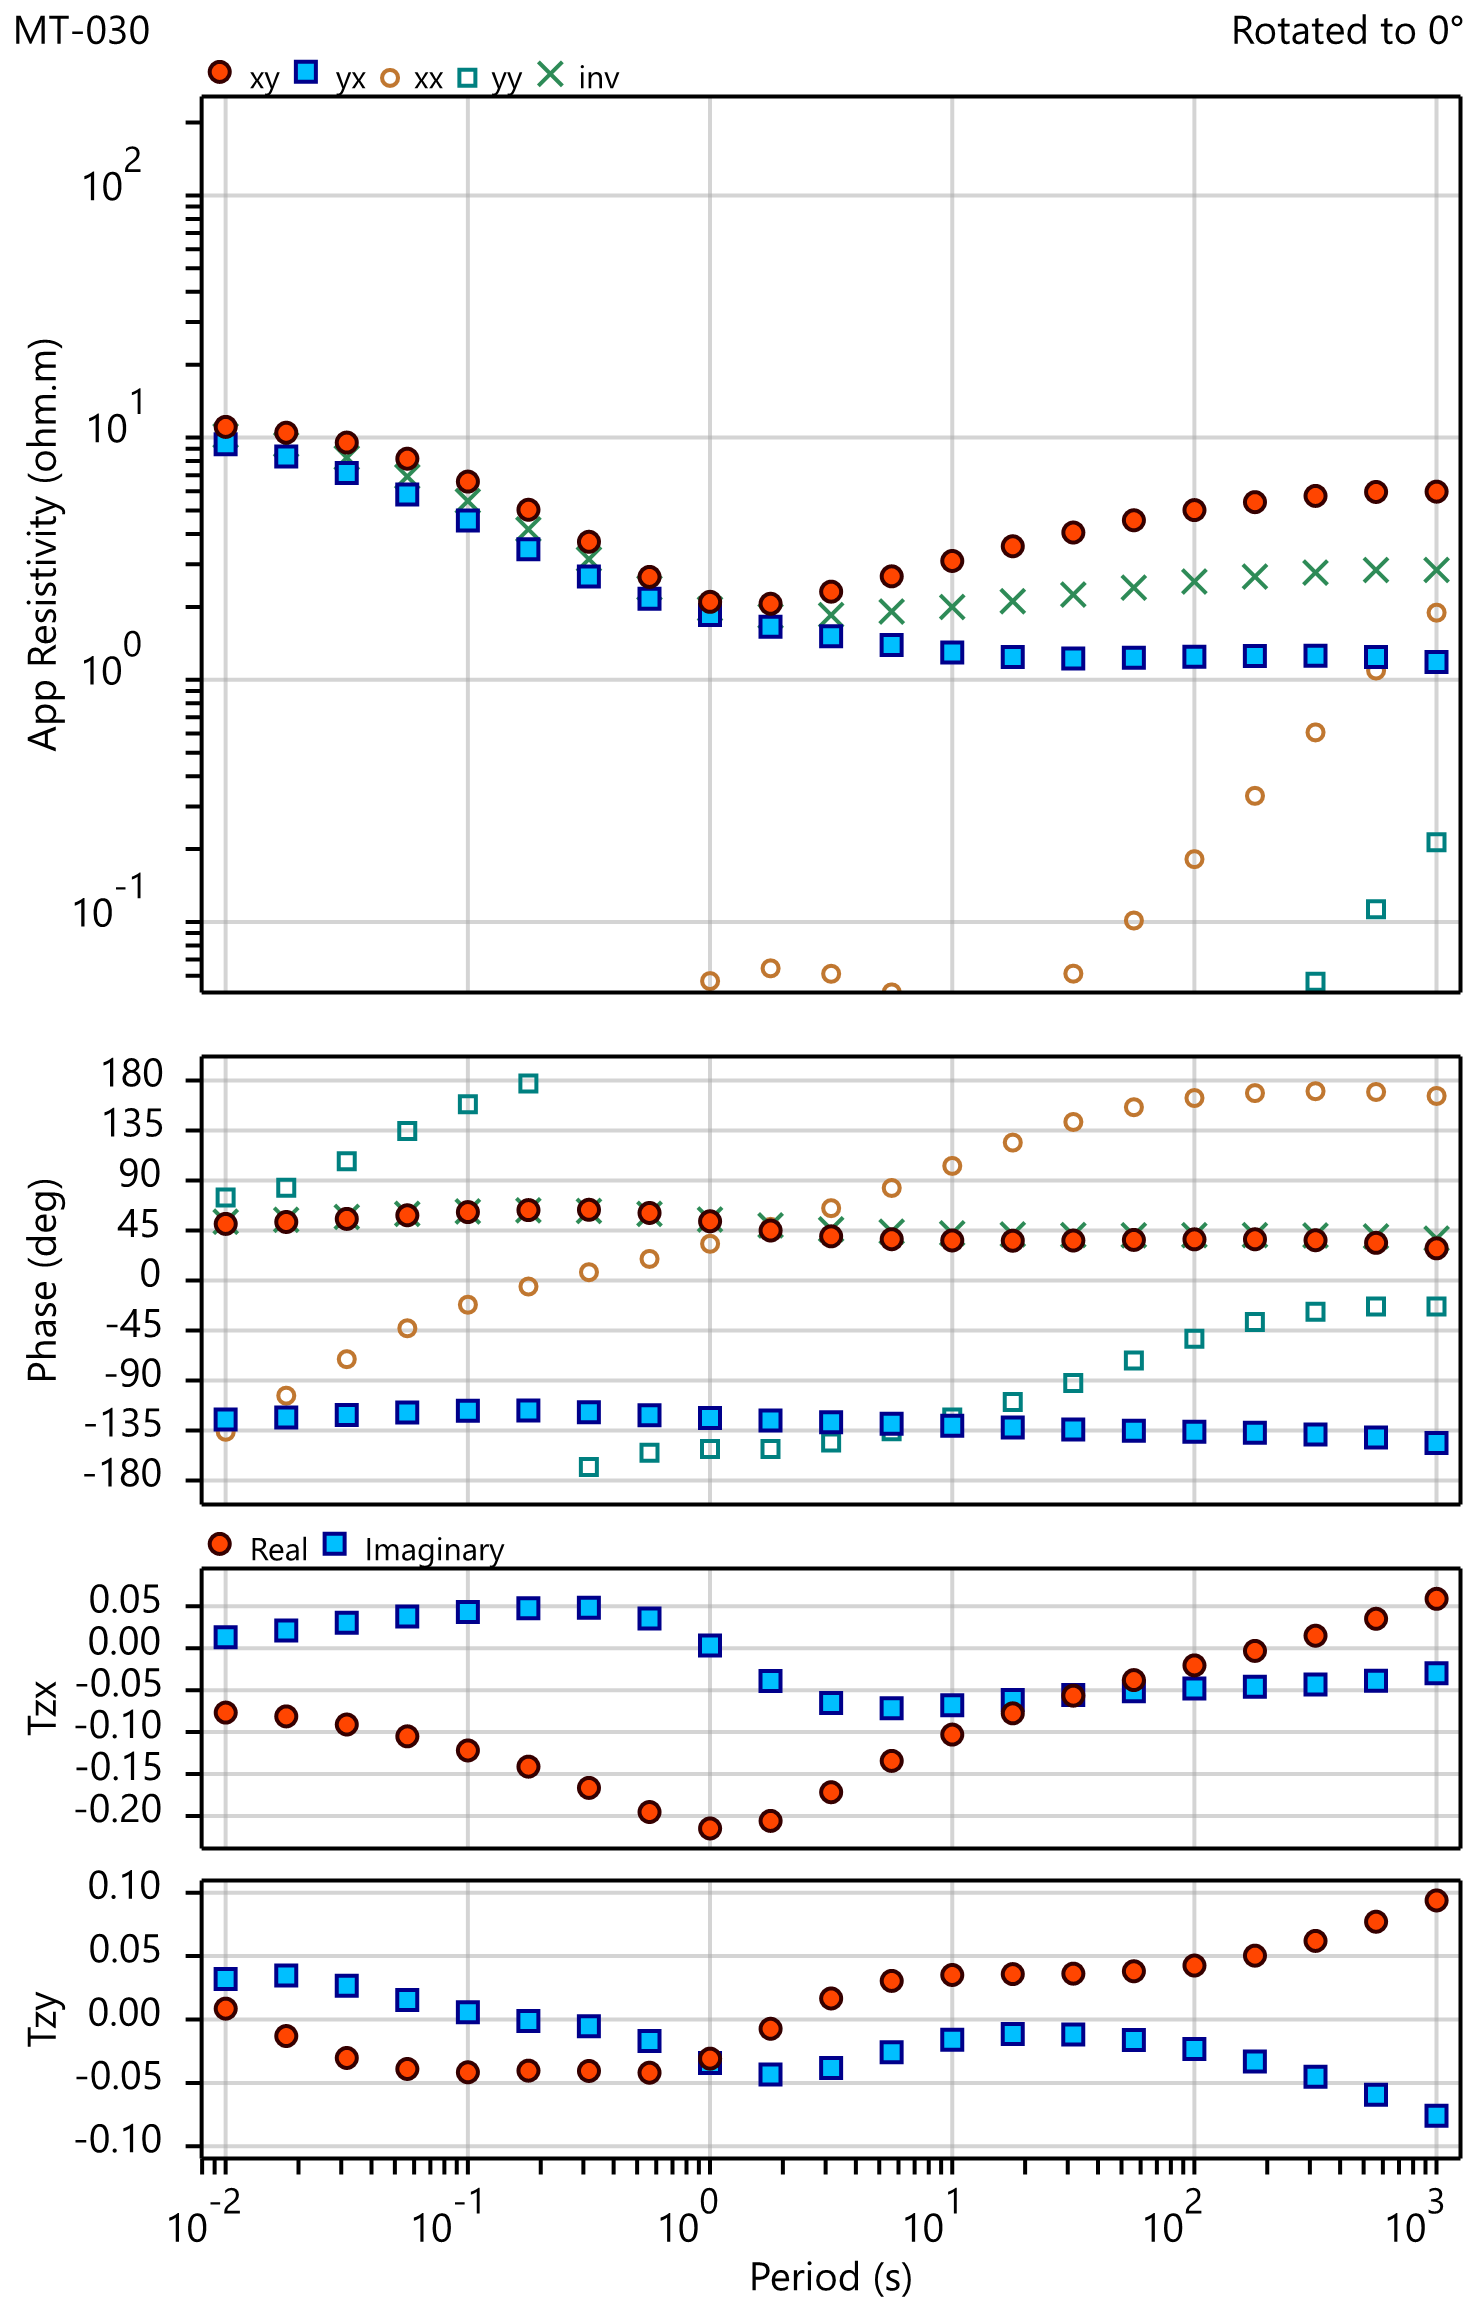 MT-030 Rotated to 0°
xy yx xx yy inv
App Resistivity (ohm.m)
10^2
10^1
10^0
10^-1
Phase (deg)
180
135
90
45
0
-45
-90
-135
-180
Real Imaginary
Tzx
0.05
0.00
-0.05
-0.10
-0.15
-0.20
Tzy
0.10
0.05
0.00
-0.05
-0.10
10^-2 10^-1 10^0 10^1 10^2 10^3
Period (s)